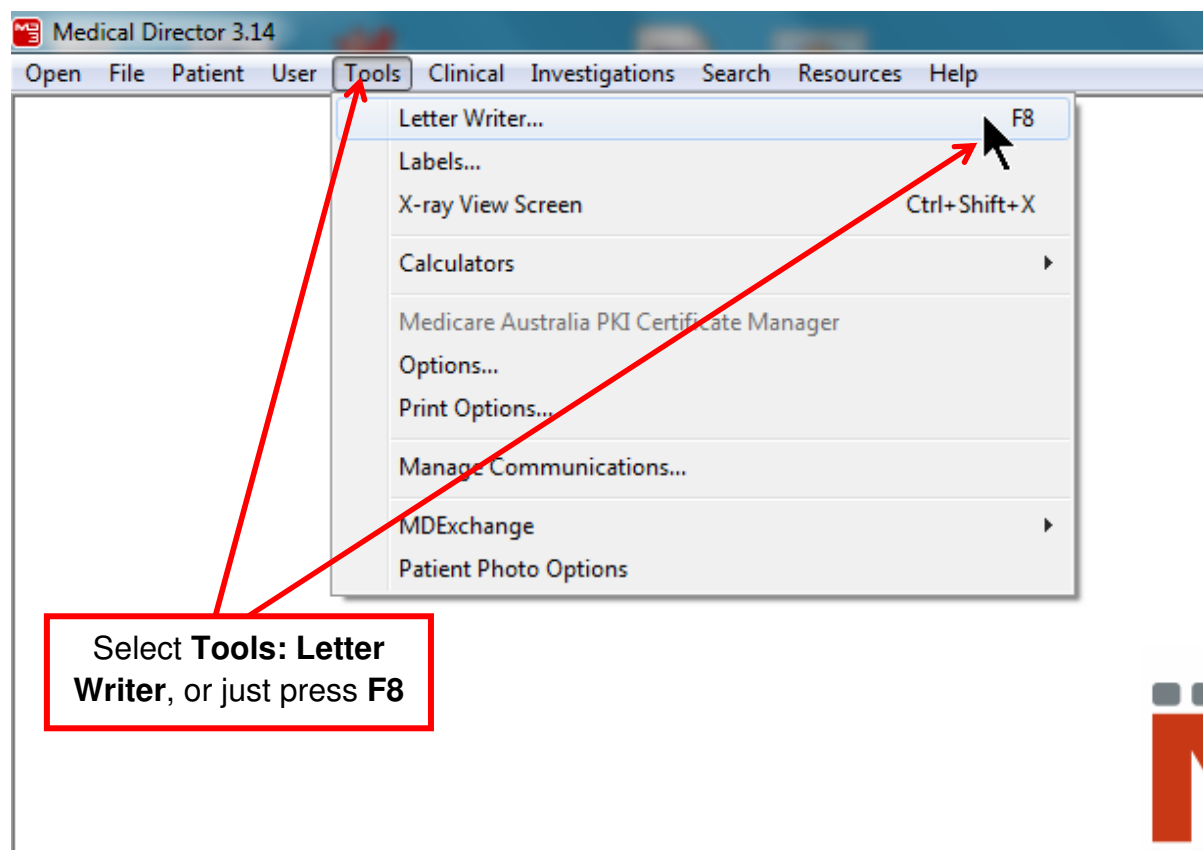 Medical Director 3.14
Open File Patient User Tools Clinical Investigations Search Resources Help
Letter Writer... F8
Labels...
X-ray View Screen Ctrl+Shift+X
Calculators
Medicare Australia PKI Certificate Manager
Options...
Print Options...
Manage Communications...
MDExchange
Patient Photo Options
Select Tools: Letter
Writer, or just press F8